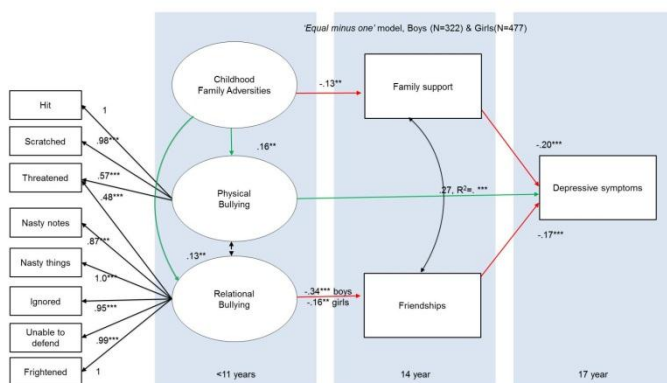 'Equal minus one' model, Boys (N=322) & Girls(N=477)
Childhood
Family Adversities
-.13**
Family support
Hit
1
Scratched
.98***
.16**
-.20***
Threatened
.57***
.48***
Physical
Bullying
.27, R²=. ***
Depressive symptoms
Nasty notes
.87***
-.17***
Nasty things
1.0***
.13**
Ignored
.95***
Relational
Bullying
-.34*** boys
-.16** girls
Friendships
Unable to
defend
.99***
Frightened
1
<11 years
14 year
17 year